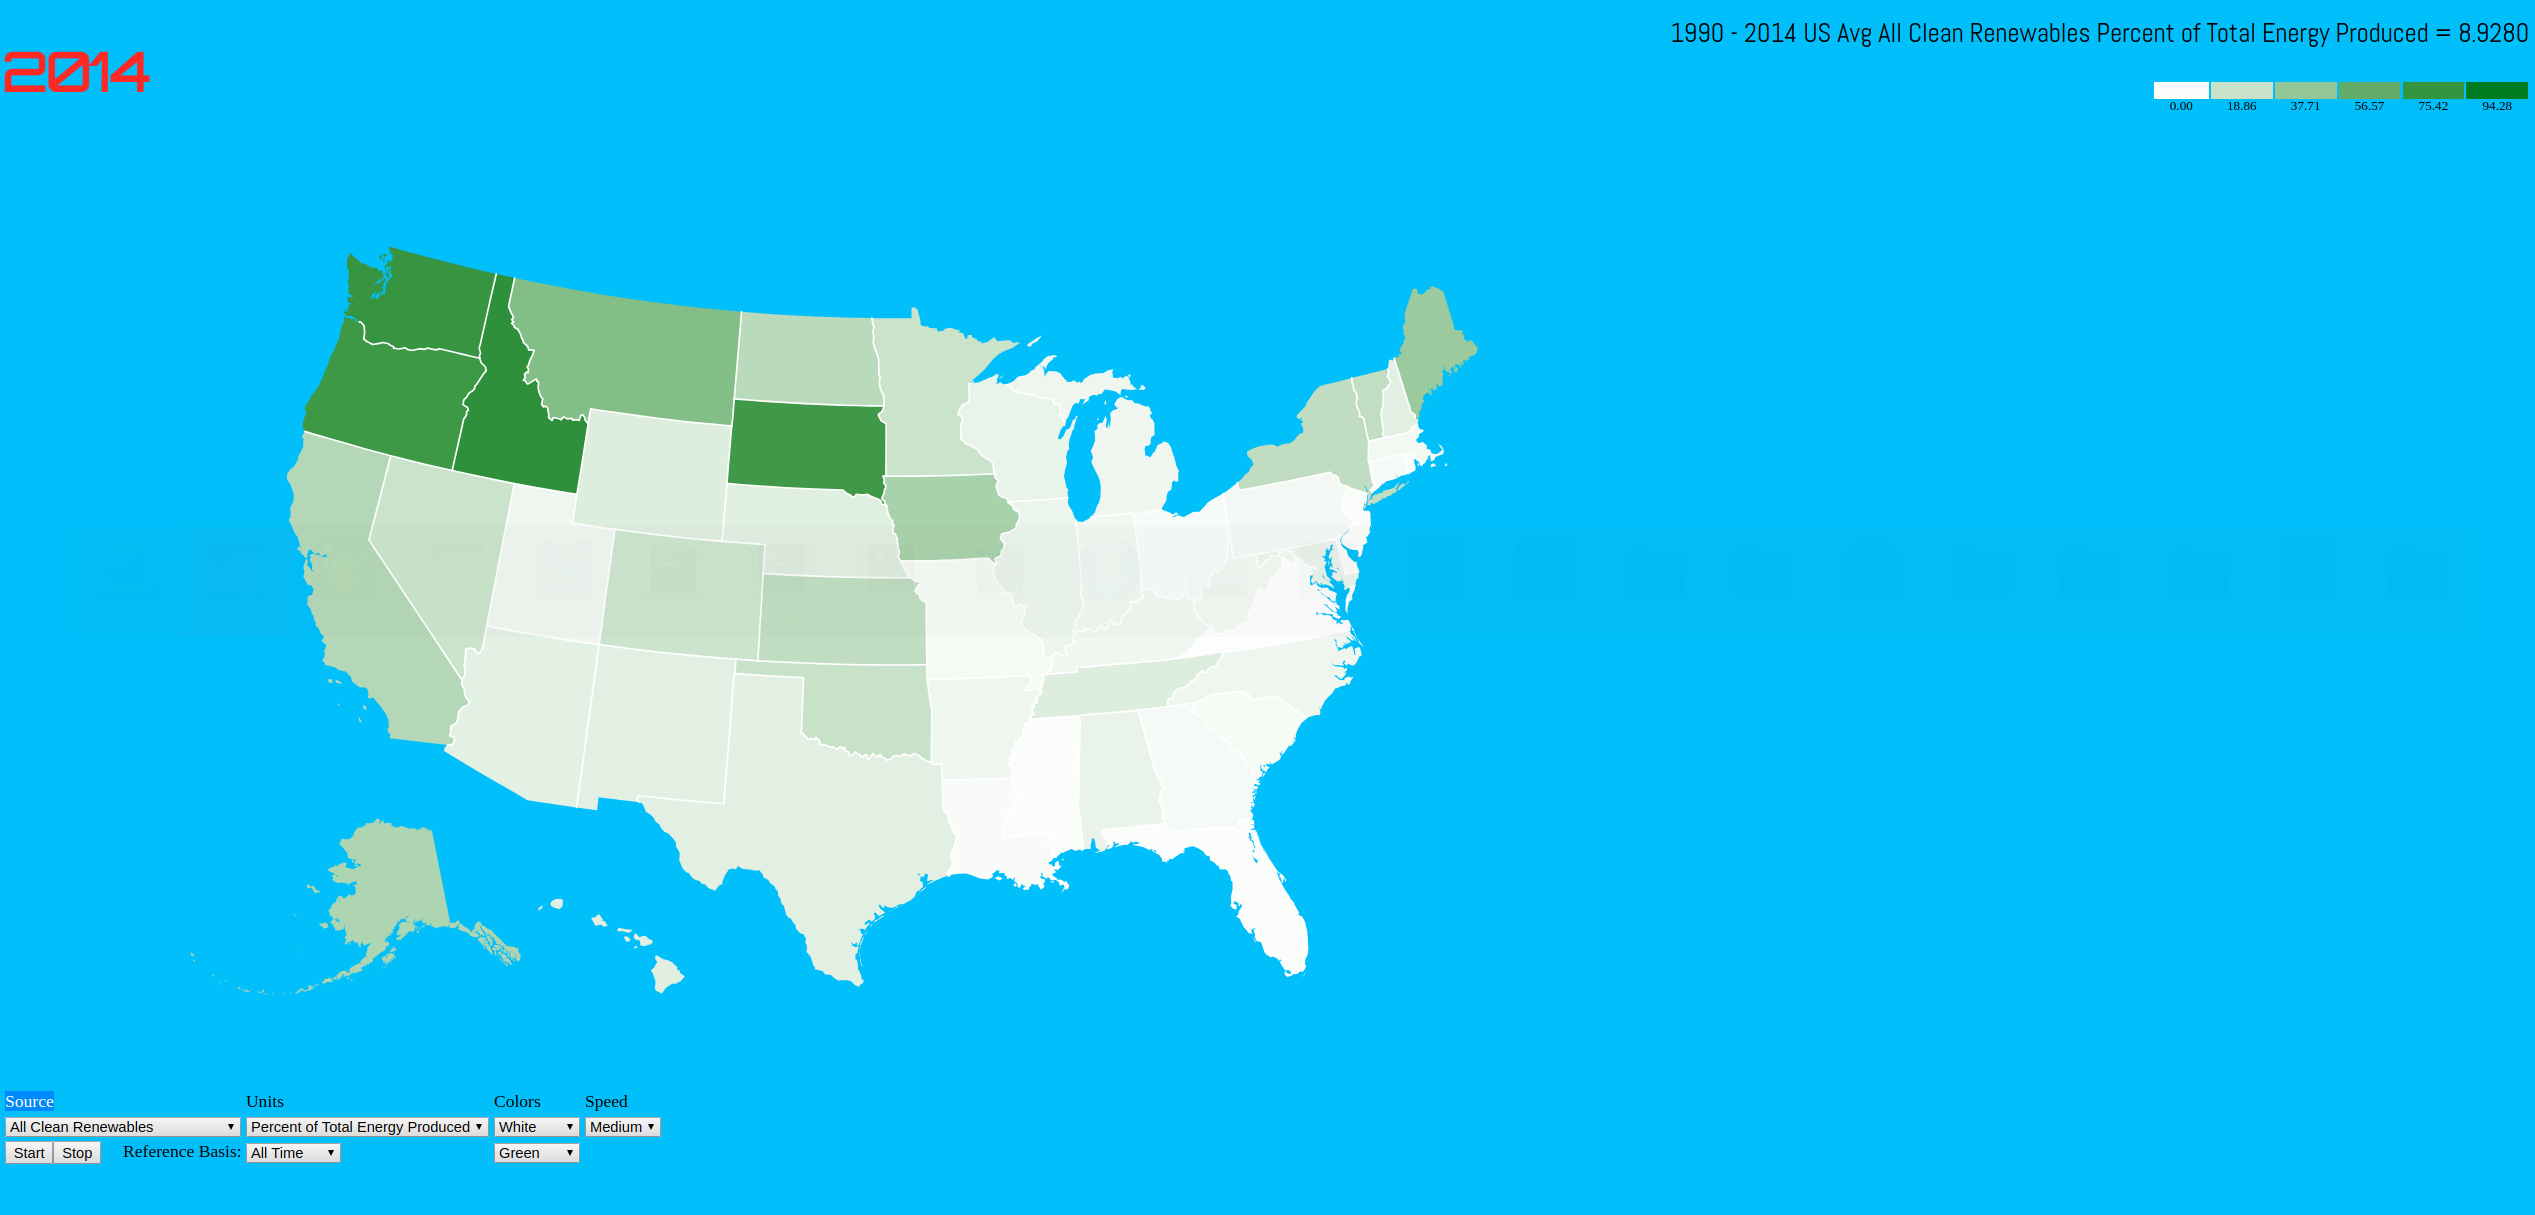 1990 - 2014 US Avg All Clean Renewables Percent of Total Energy Produced = 8.9280
2014
0.00 18.86 37.71 56.57 75.42 94.28
Source Units Colors Speed
All Clean Renewables Percent of Total Energy Produced White Medium
Start Stop Reference Basis: All Time Green